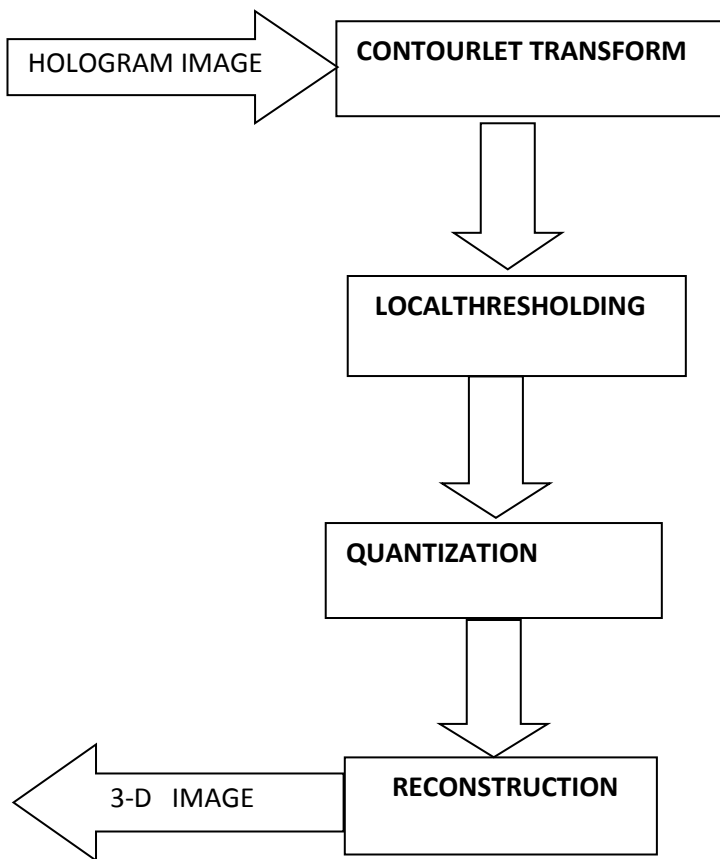 HOLOGRAM IMAGE
CONTOURLET TRANSFORM
LOCALTHRESHOLDING
QUANTIZATION
RECONSTRUCTION
3-D IMAGE